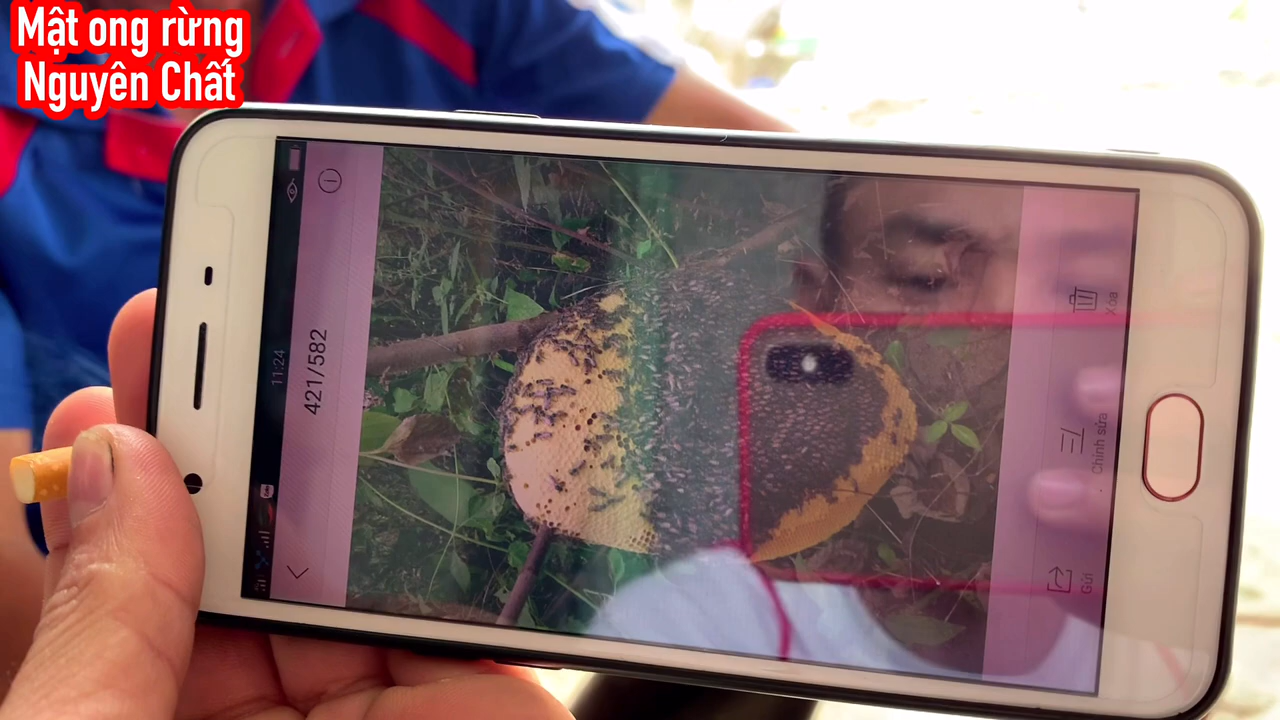 Mật ong rừng
Nguyên Chất
11:24
421/582
Xóa
Chỉnh sửa
Gửi